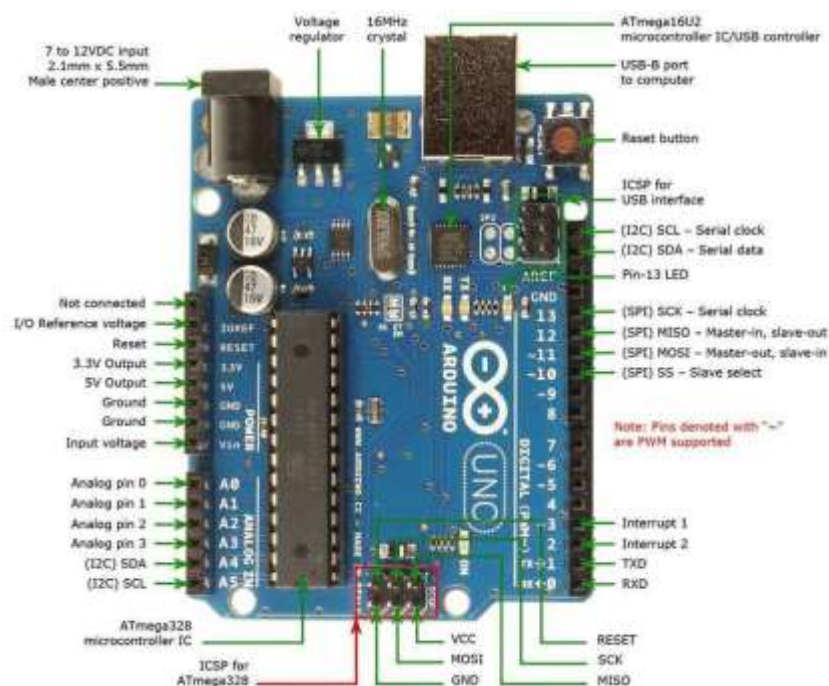 7 to 12VDC input
2.1mm x 5.5mm
Male center positive
Voltage
regulator
16MHz
crystal
ATmega16U2
microcontroller IC/USB controller
USB-B port
to computer
Reset button
ICSP for
USB interface
(I2C) SCL – Serial clock
(I2C) SDA – Serial data
Pin-13 LED
(SPI) SCK – Serial clock
(SPI) MISO – Master-in, slave-out
(SPI) MOSI – Master-out, slave-in
(SPI) SS – Slave select
Note: Pins denoted with "~"
are PWM supported
Interrupt 1
Interrupt 2
TXD
RXD
RESET
SCK
MISO
VCC
MOSI
GND
ICSP for
ATmega328
ATmega328
microcontroller IC
Not connected
I/O Reference voltage
Reset
3.3V Output
5V Output
Ground
Ground
Input voltage
Analog pin 0
Analog pin 1
Analog pin 2
Analog pin 3
(I2C) SDA
(I2C) SCL
47
16V
47
16V
IOREF
RESET
3.3V
5V
GND
GND
Vin
POWER
A0
A1
A2
A3
A4
A5
ANALOG IN
AREF
GND
13
12
~11
~10
~9
8
7
~6
~5
4
~3
2
TX→1
RX←0
DIGITAL (PWM~)
ARDUINO
UNO
ON
ICSP